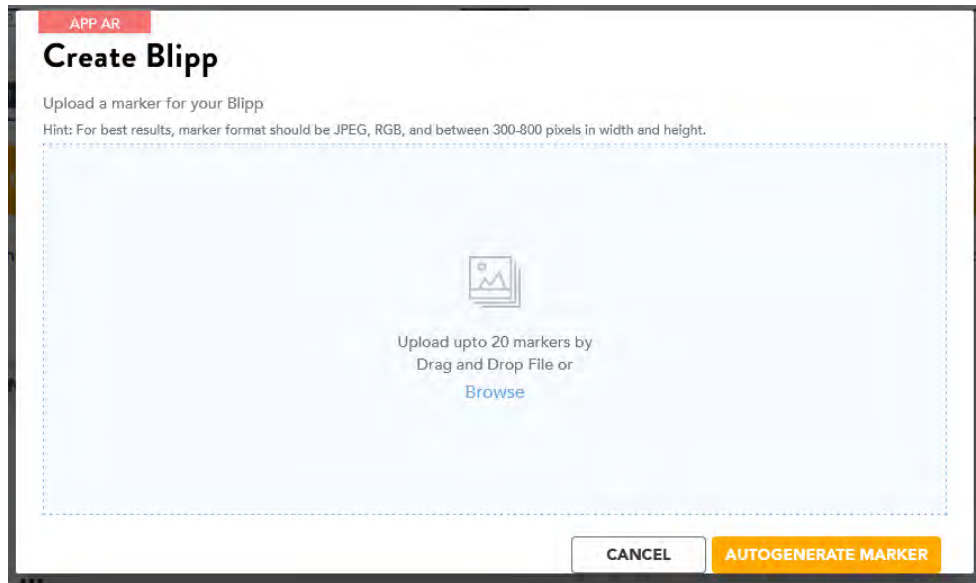 APP AR
Create Blipp
Upload a marker for your Blipp
Hint: For best results, marker format should be JPEG, RGB, and between 300-800 pixels in width and height.
Upload upto 20 markers by
Drag and Drop File or
Browse
CANCEL
AUTOGENERATE MARKER